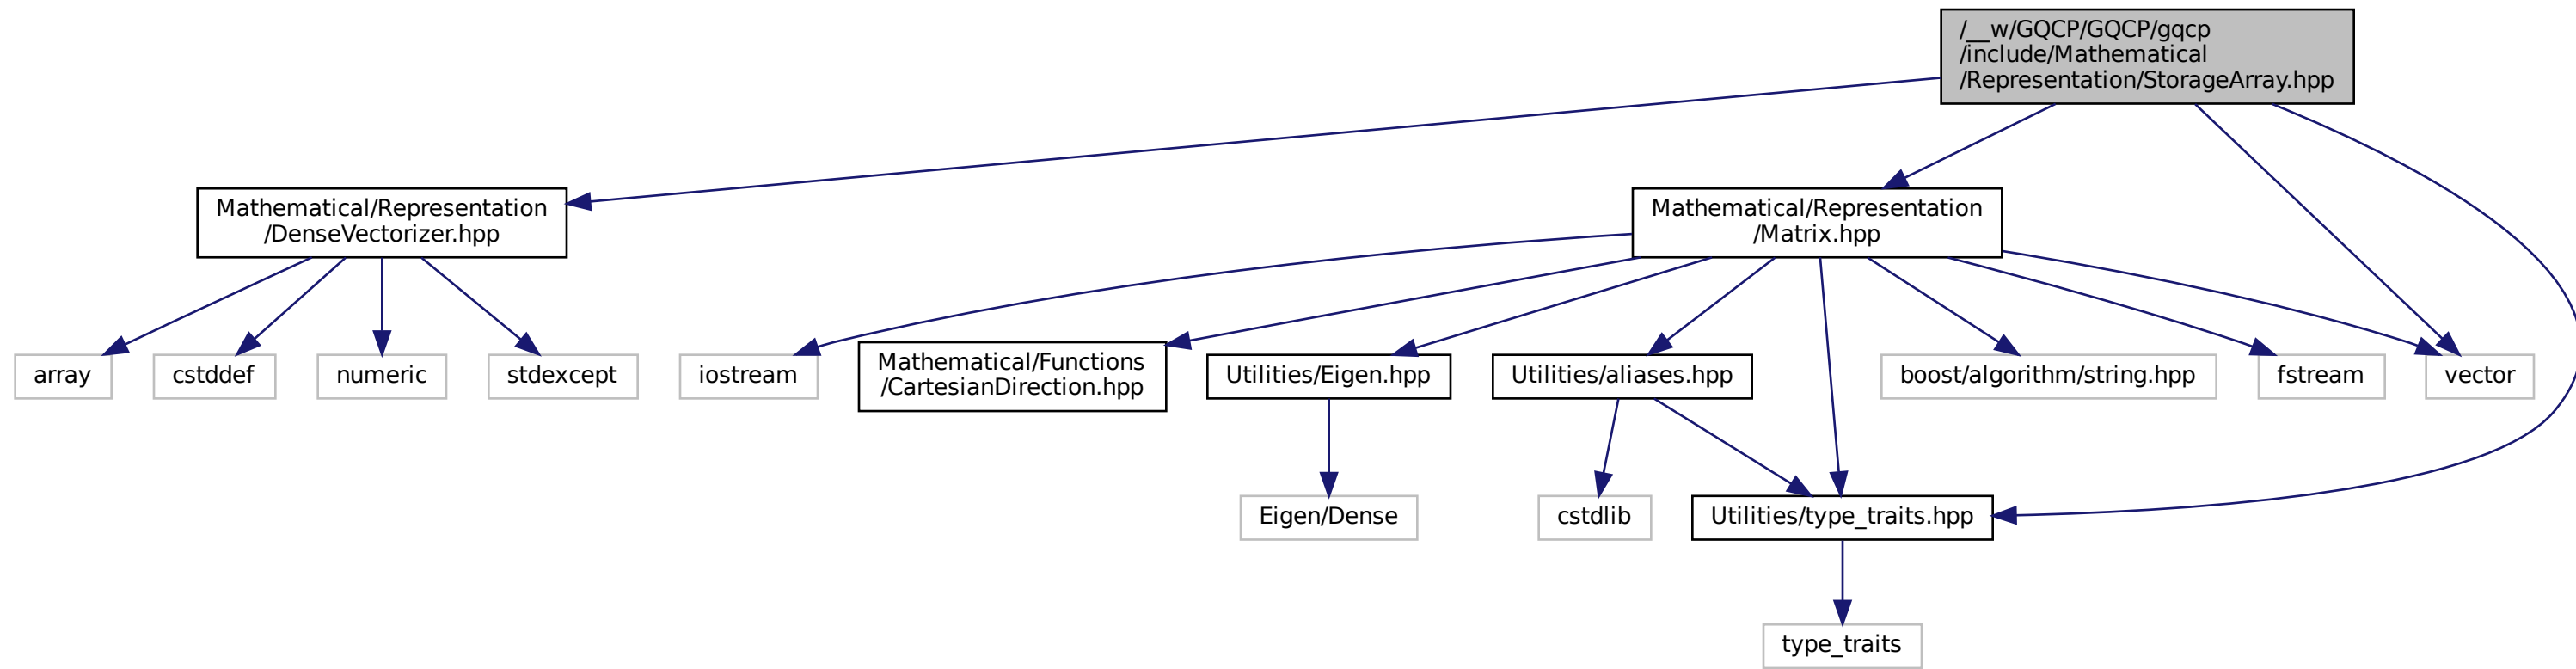 /__w/GQCP/GQCP/gqcp
/include/Mathematical
/Representation/StorageArray.hpp
Mathematical/Representation
/DenseVectorizer.hpp
Mathematical/Representation
/Matrix.hpp
array
cstddef
numeric
stdexcept
iostream
Mathematical/Functions
/CartesianDirection.hpp
Utilities/Eigen.hpp
Utilities/aliases.hpp
boost/algorithm/string.hpp
fstream
vector
Eigen/Dense
cstdlib
Utilities/type_traits.hpp
type_traits